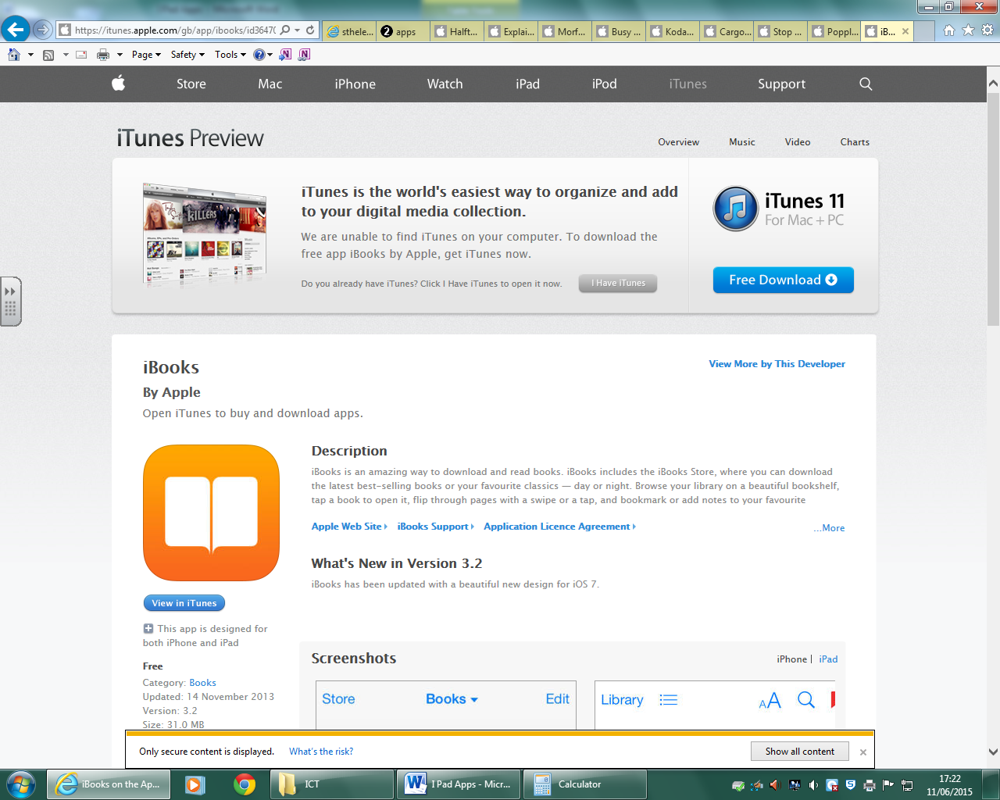 https://itunes.apple.com/gb/app/ibooks/id3647
sthele...
2 apps
Halft...
Explai...
Morf...
Busy ...
Koda...
Cargo...
Stop ...
Poppl...
iB...
Page
Safety
Tools
Store
Mac
iPhone
Watch
iPad
iPod
iTunes
Support
iTunes Preview
Overview
Music
Video
Charts
KILLERS
iTunes is the world's easiest way to organize and add
to your digital media collection.
We are unable to find iTunes on your computer. To download the
free app iBooks by Apple, get iTunes now.
Do you already have iTunes? Click I Have iTunes to open it now.
I Have iTunes
iTunes 11
For Mac + PC
Free Download
iBooks
View More by This Developer
By Apple
Open iTunes to buy and download apps.
Description
iBooks is an amazing way to download and read books. iBooks includes the iBooks Store, where you can download
the latest best-selling books or your favourite classics — day or night. Browse your library on a beautiful bookshelf,
tap a book to open it, flip through pages with a swipe or a tap, and bookmark or add notes to your favourite
Apple Web Site
iBooks Support
Application Licence Agreement
...More
What's New in Version 3.2
iBooks has been updated with a beautiful new design for iOS 7.
View in iTunes
This app is designed for
both iPhone and iPad
Free
Category: Books
Updated: 14 November 2013
Version: 3.2
Size: 31.0 MB
Screenshots
iPhone | iPad
Store
Books
Edit
Library
AA
Only secure content is displayed.
What's the risk?
Show all content
iBooks on the Ap...
ICT
I Pad Apps - Micr...
Calculator
17:22
11/06/2015